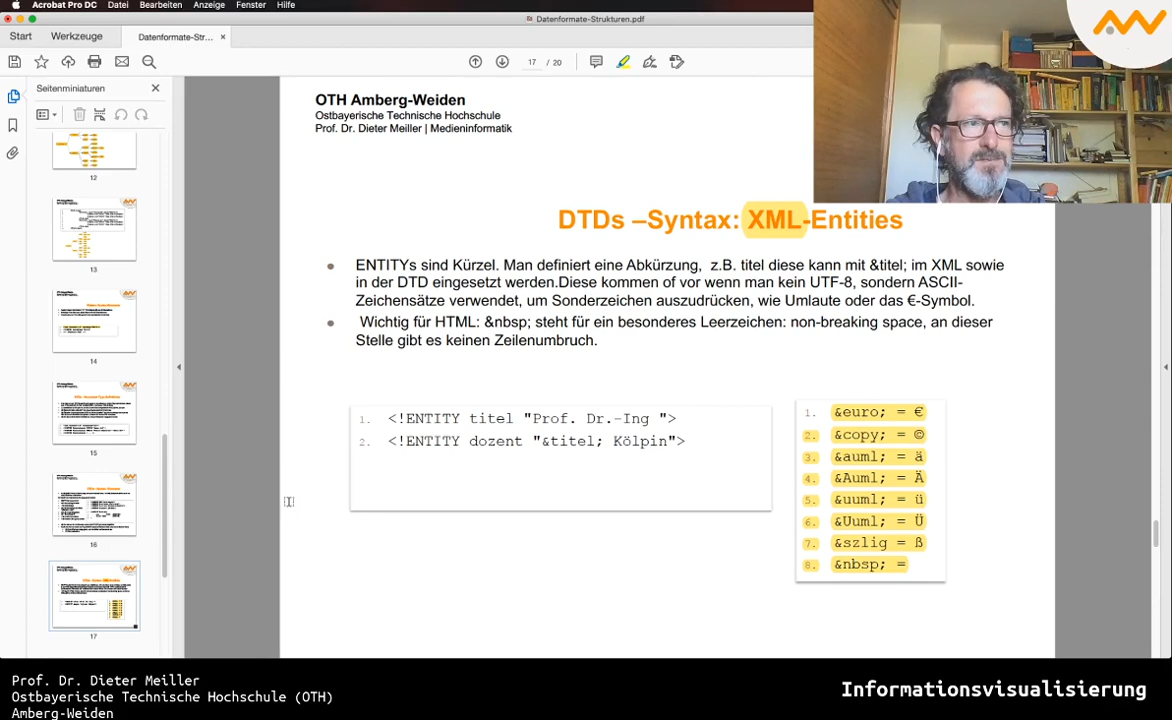 Acrobat Pro DC Datei Bearbeiten Anzeige Fenster Hilfe
Datenformate-Strukturen.pdf
Start Werkzeuge Datenformate-Str... ×
17 / 20
Seitenminiaturen
12
13
14
15
16
17
OTH Amberg-Weiden
Ostbayerische Technische Hochschule
Prof. Dr. Dieter Meiller | Medieninformatik
DTDs –Syntax: XML-Entities
ENTITYs sind Kürzel. Man definiert eine Abkürzung, z.B. titel diese kann mit &titel; im XML sowie
in der DTD eingesetzt werden.Diese kommen of vor wenn man kein UTF-8, sondern ASCII-
Zeichensätze verwendet, um Sonderzeichen auszudrücken, wie Umlaute oder das €-Symbol.
Wichtig für HTML: &nbsp; steht für ein besonderes Leerzeichen: non-breaking space, an dieser
Stelle gibt es keinen Zeilenumbruch.
1. <!ENTITY titel "Prof. Dr.-Ing ">
2. <!ENTITY dozent "&titel; Kölpin">
1. &euro; = €
2. &copy; = ©
3. &auml; = ä
4. &Auml; = Ä
5. &uuml; = ü
6. &Uuml; = Ü
7. &szlig = ß
8. &nbsp; =
Prof. Dr. Dieter Meiller
Ostbayerische Technische Hochschule (OTH)
Amberg-Weiden
Informationsvisualisierung